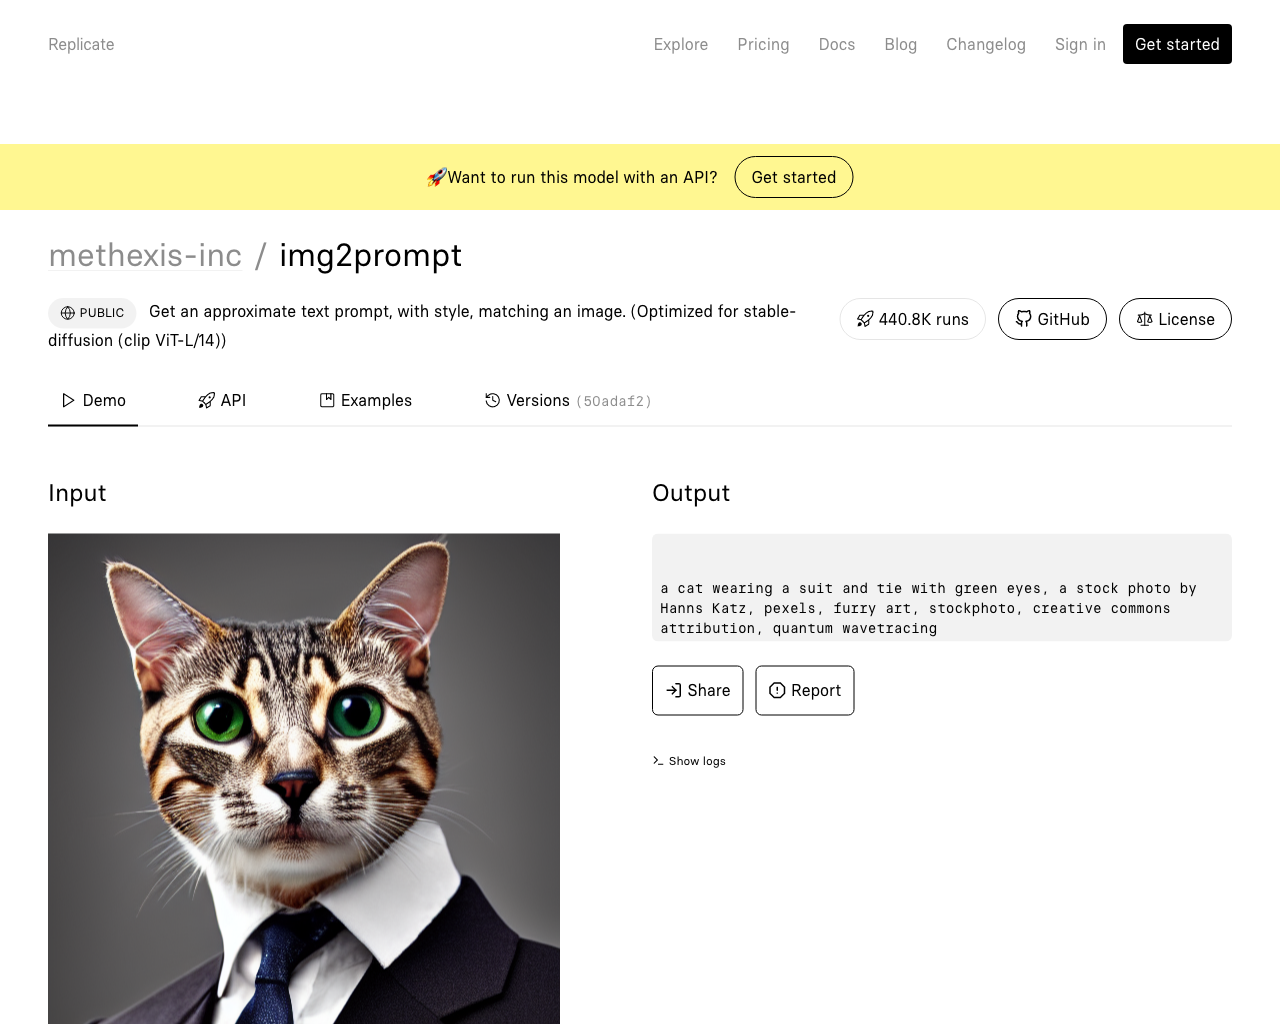 Replicate
Explore
Pricing
Docs
Blog
Changelog
Sign in
Get started
🚀Want to run this model with an API?
Get started
methexis-inc / img2prompt
PUBLIC Get an approximate text prompt, with style, matching an image. (Optimized for stable-
diffusion (clip ViT-L/14))
440.8K runs
GitHub
License
Demo
API
Examples
Versions (50adaf2)
Input
Output
a cat wearing a suit and tie with green eyes, a stock photo by
Hanns Katz, pexels, furry art, stockphoto, creative commons
attribution, quantum wavetracing
Share
Report
Show logs